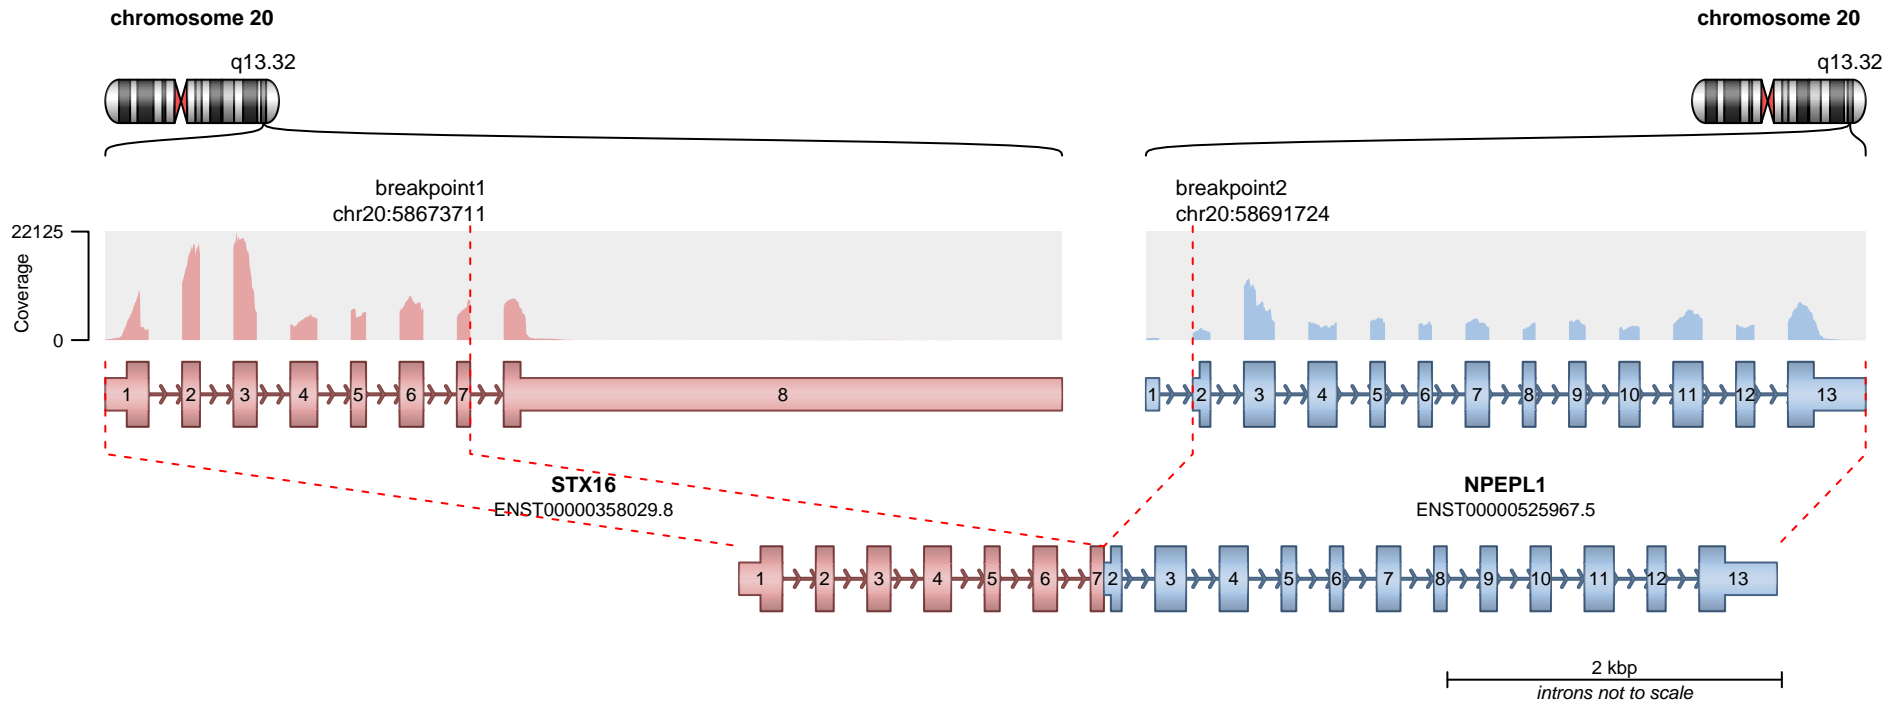 chromosome 20
chromosome 20
q13.32
q13.32
breakpoint1
chr20:58673711
breakpoint2
chr20:58691724
22125
Coverage
0
1 2 3 4 5 6 7 8
1 2 3 4 5 6 7 8 9 10 11 12 13
STX16
ENST00000358029.8
NPEPL1
ENST00000525967.5
1 2 3 4 5 6 7 2 3 4 5 6 7 8 9 10 11 12 13
2 kbp
introns not to scale